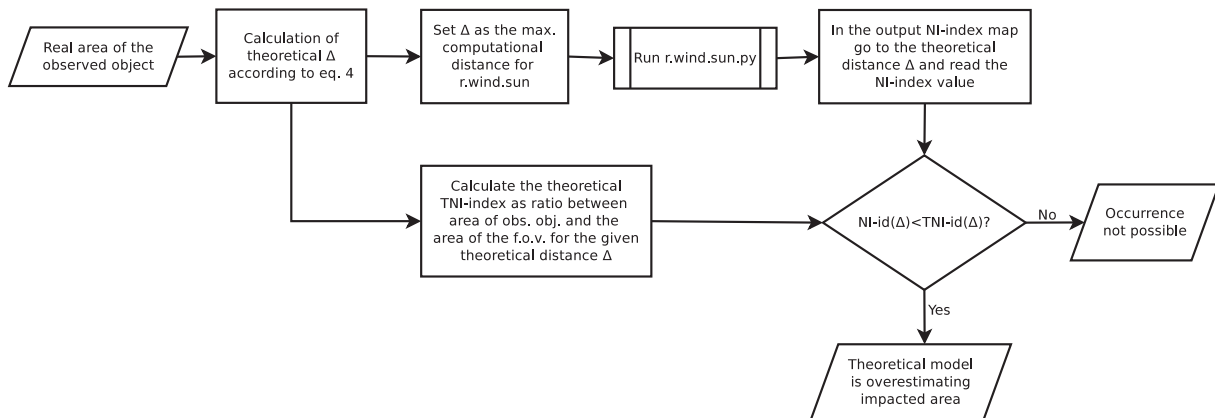 Real area of the
observed object
Calculation of
theoretical Δ
according to eq. 4
Set Δ as the max.
computational
distance for
r.wind.sun
Run r.wind.sun.py
In the output NI-index map
go to the theoretical
distance Δ and read the
NI-index value
Calculate the theoretical
TNI-index as ratio between
area of obs. obj. and the
area of the f.o.v. for the given
theoretical distance Δ
NI-id(Δ)<TNI-id(Δ)?
No
Occurrence
not possible
Yes
Theoretical model
is overestimating
impacted area